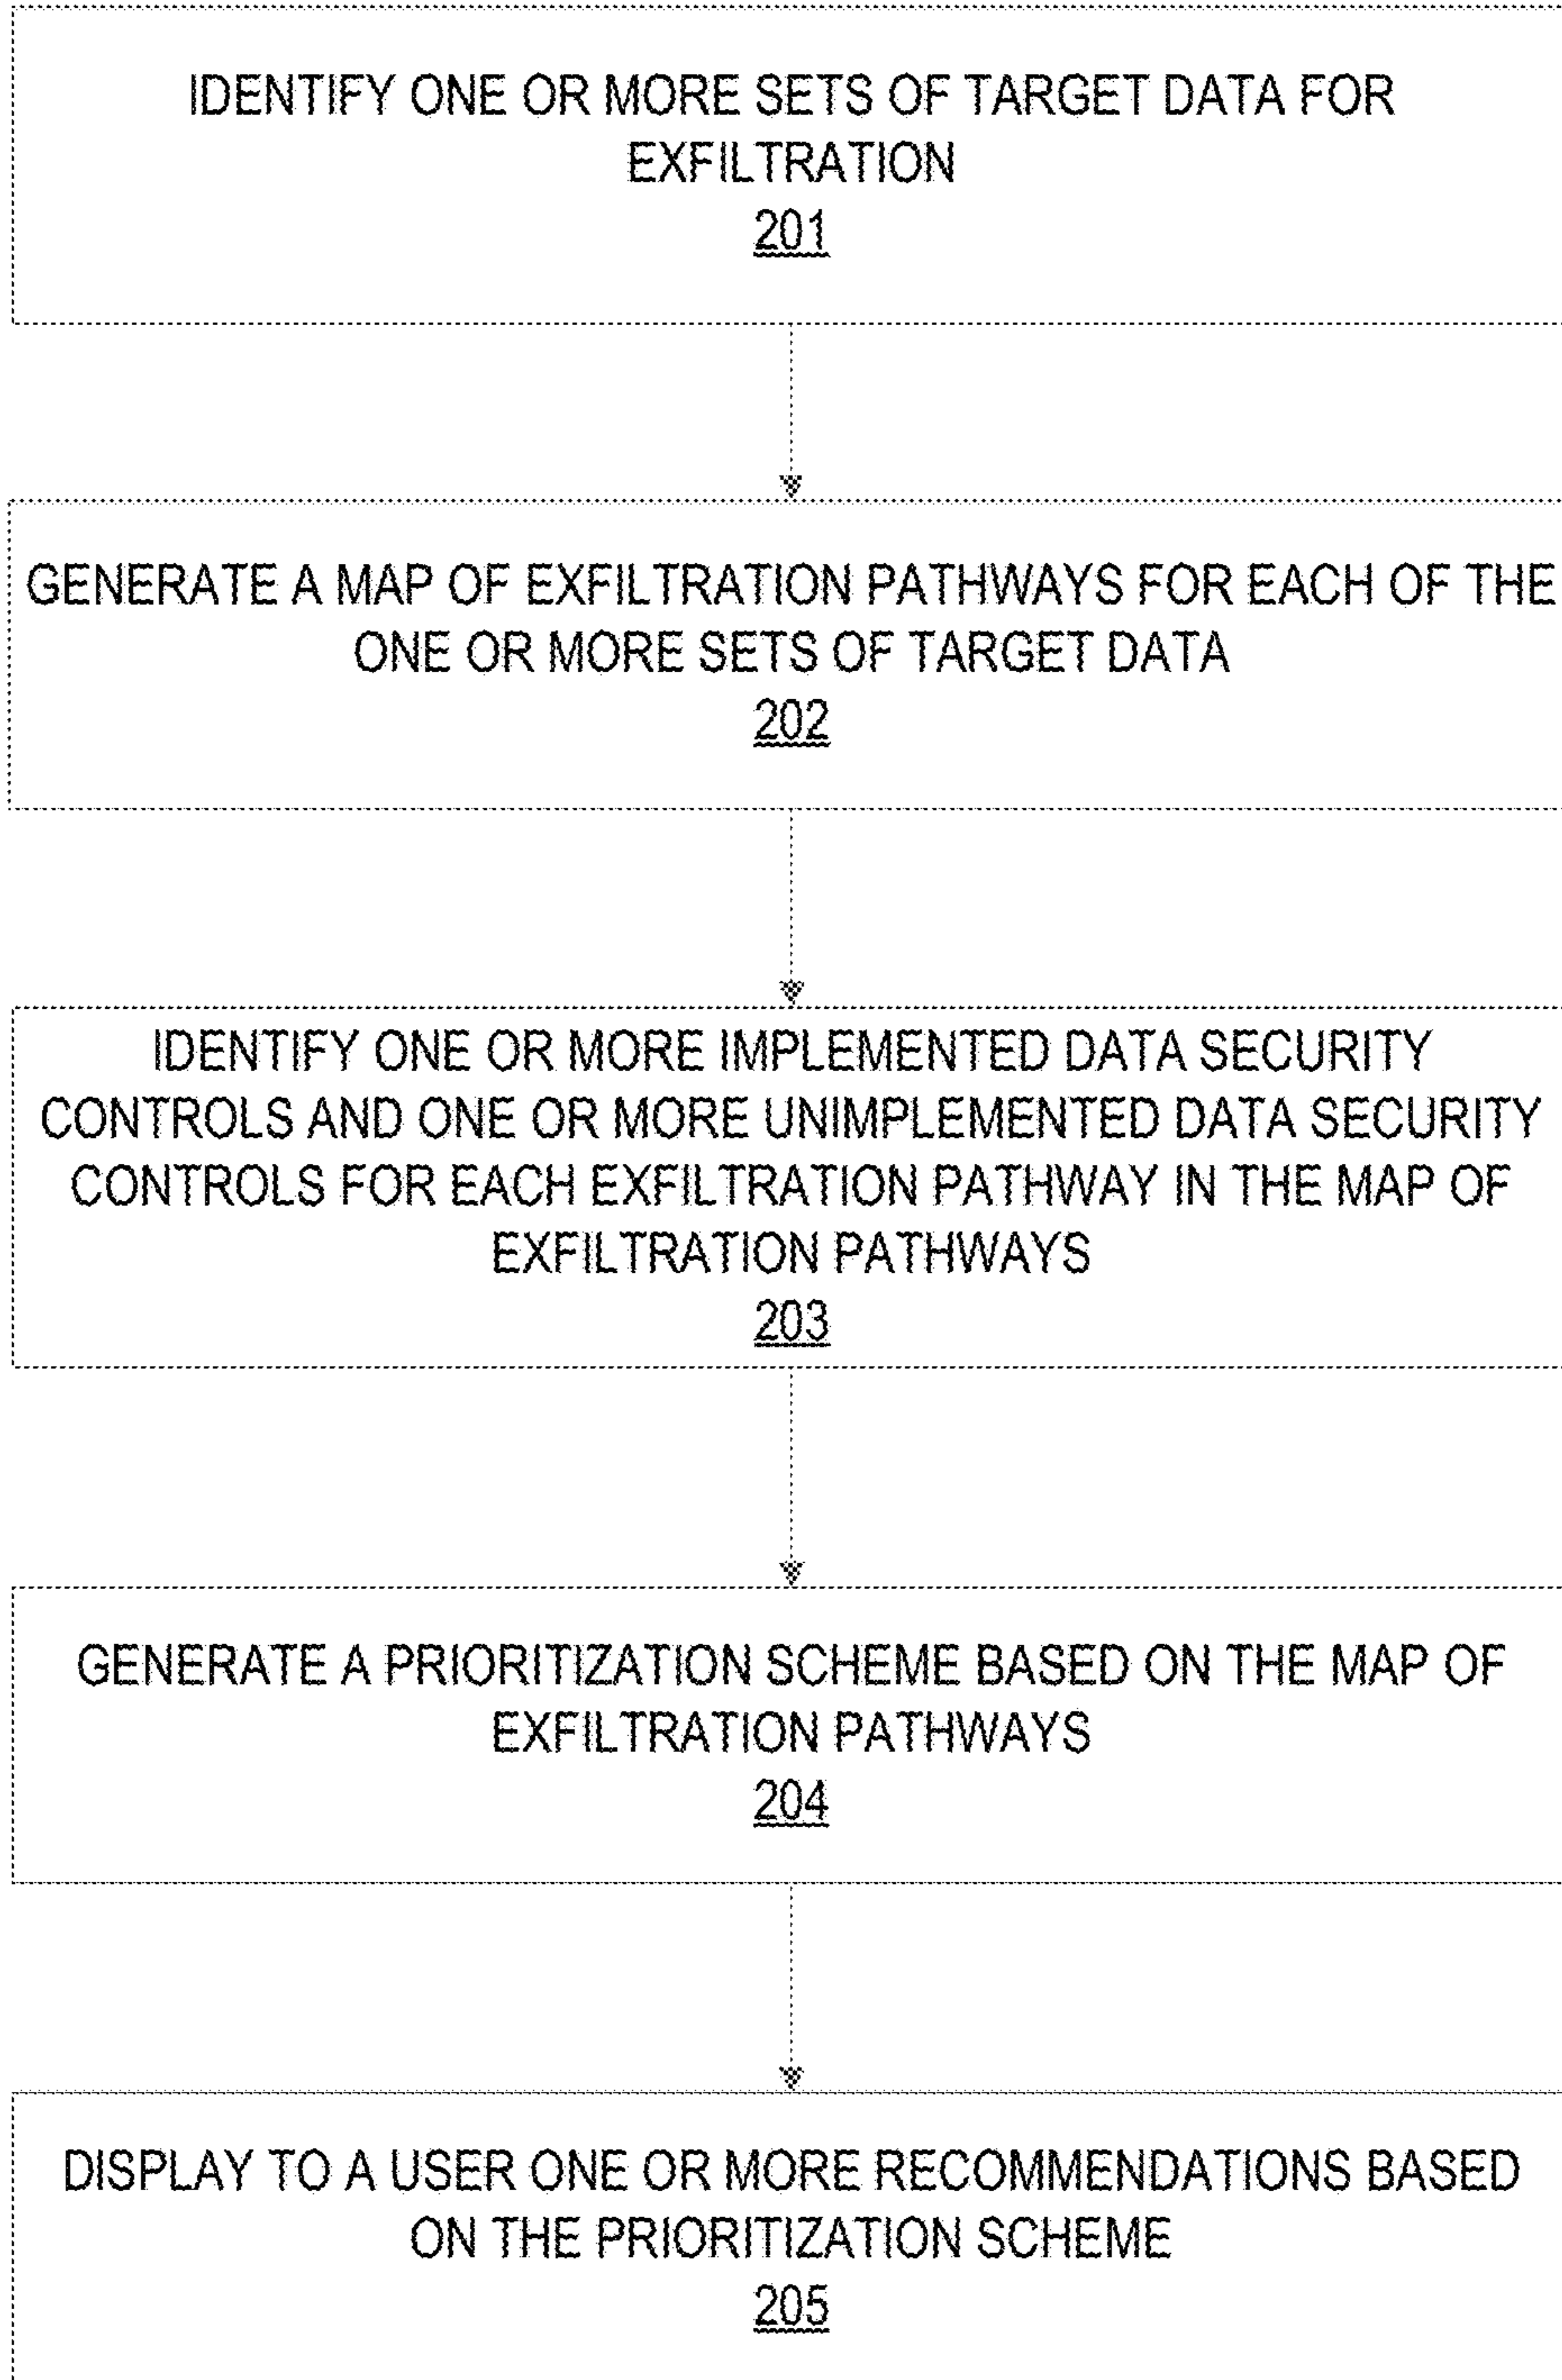 IDENTIFY ONE OR MORE SETS OF TARGET DATA FOR
EXFILTRATION
201
GENERATE A MAP OF EXFILTRATION PATHWAYS FOR EACH OF THE
ONE OR MORE SETS OF TARGET DATA
202
IDENTIFY ONE OR MORE IMPLEMENTED DATA SECURITY
CONTROLS AND ONE OR MORE UNIMPLEMENTED DATA SECURITY
CONTROLS FOR EACH EXFILTRATION PATHWAY IN THE MAP OF
EXFILTRATION PATHWAYS
203
GENERATE A PRIORITIZATION SCHEME BASED ON THE MAP OF
EXFILTRATION PATHWAYS
204
DISPLAY TO A USER ONE OR MORE RECOMMENDATIONS BASED
ON THE PRIORITIZATION SCHEME
205